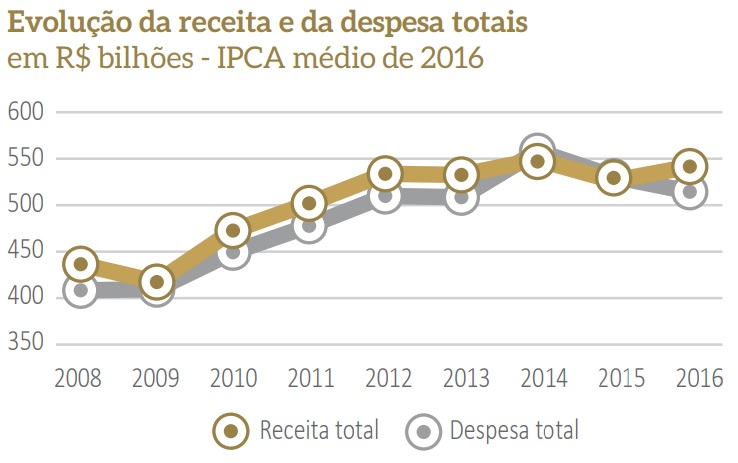 Evolução da receita e da despesa totais
em R$ bilhões - IPCA médio de 2016
600
550
500
450
400
350
2008 2009 2010 2011 2012 2013 2014 2015 2016
Receita total Despesa total